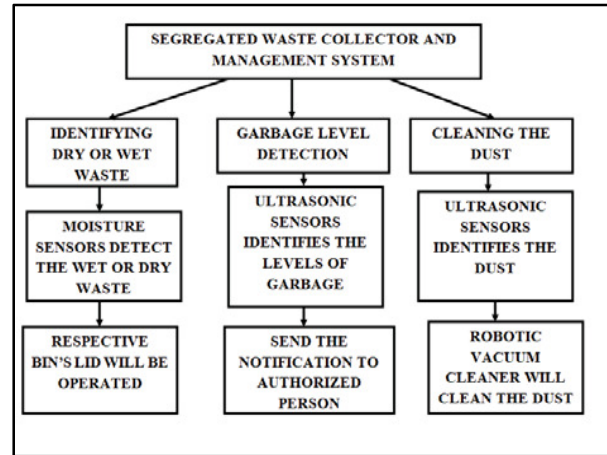 SEGREGATED WASTE COLLECTOR AND
MANAGEMENT SYSTEM
IDENTIFYING
DRY OR WET
WASTE
GARBAGE LEVEL
DETECTION
CLEANING THE
DUST
MOISTURE
SENSORS DETECT
THE WET OR DRY
WASTE
ULTRASONIC
SENSORS
IDENTIFIES THE
LEVELS OF
GARBAGE
ULTRASONIC
SENSORS
IDENTIFIES THE
DUST
RESPECTIVE
BIN'S LID WILL BE
OPERATED
SEND THE
NOTIFICATION TO
AUTHORIZED
PERSON
ROBOTIC
VACUUM
CLEANER WILL
CLEAN THE DUST